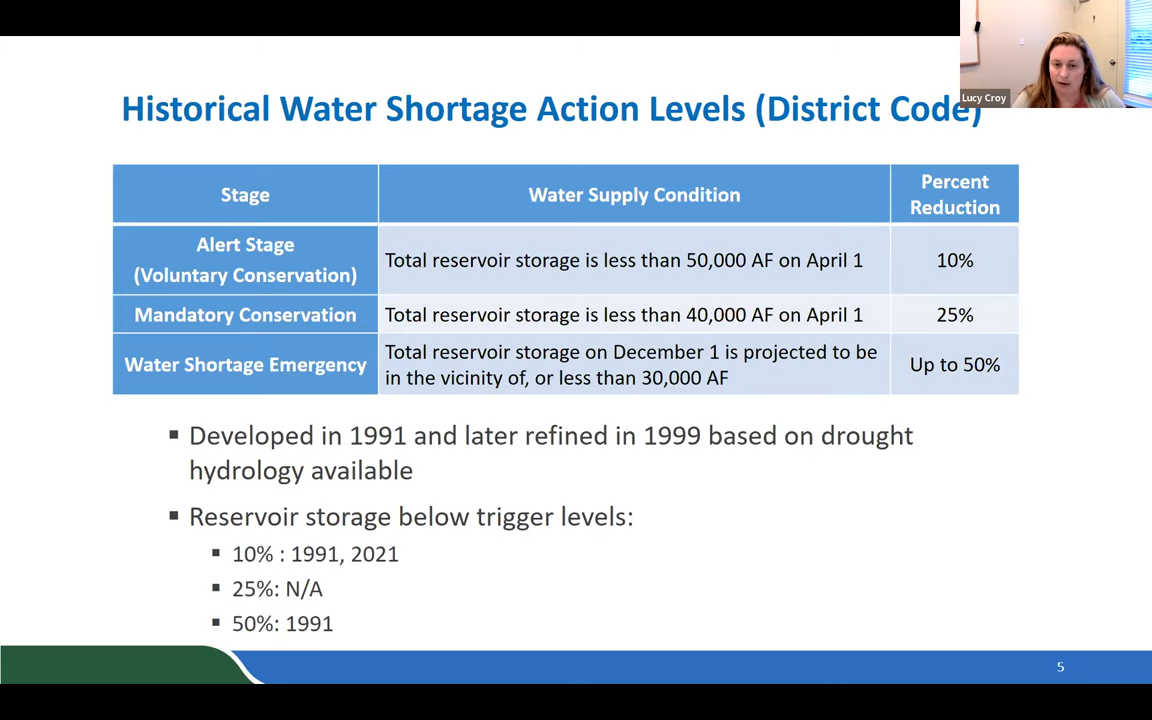 Lucy Croy
Historical Water Shortage Action Levels (District Code)
Stage
Water Supply Condition
Percent
Reduction
Alert Stage
(Voluntary Conservation)
Total reservoir storage is less than 50,000 AF on April 1
10%
Mandatory Conservation
Total reservoir storage is less than 40,000 AF on April 1
25%
Water Shortage Emergency
Total reservoir storage on December 1 is projected to be
in the vicinity of, or less than 30,000 AF
Up to 50%
▪ Developed in 1991 and later refined in 1999 based on drought
hydrology available
▪ Reservoir storage below trigger levels:
▪ 10% : 1991, 2021
▪ 25%: N/A
▪ 50%: 1991
5